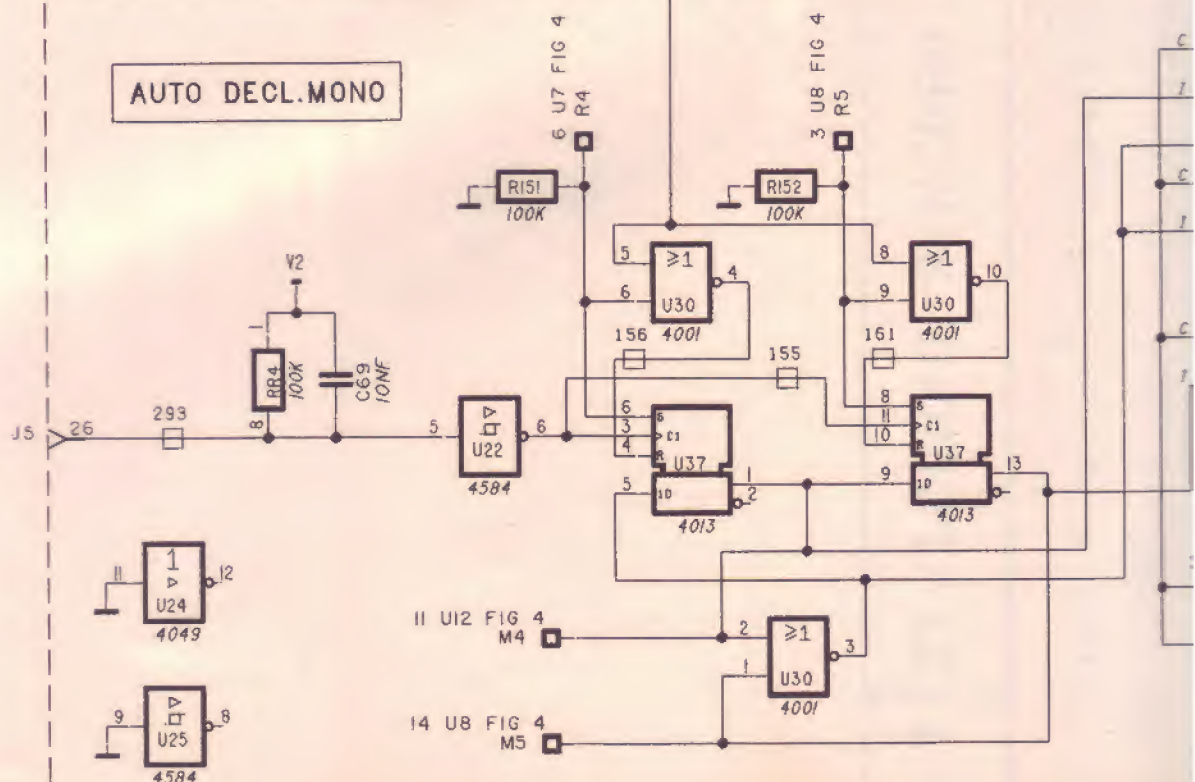 AUTO DECL.MONO
6 U7 FIG 4
R4
3 U8 FIG 4
R5
R151
100K
R152
100K
5
6
≥1
U30
4001
4
8
9
≥1
U30
4001
10
V2
1
RR4
100K
8
C69
10NF
156
155
161
J5
26
293
5
U22
4584
6
6
3
4
S
C1
R
U37
5
1D
1
2
4013
8
11
10
S
C1
R
U37
9
1D
13
4013
C
I
C
I
C
11
1
U24
4049
12
9
U25
4584
8
11 U12 FIG 4
M4
2
1
≥1
U30
4001
3
14 U8 FIG 4
M5